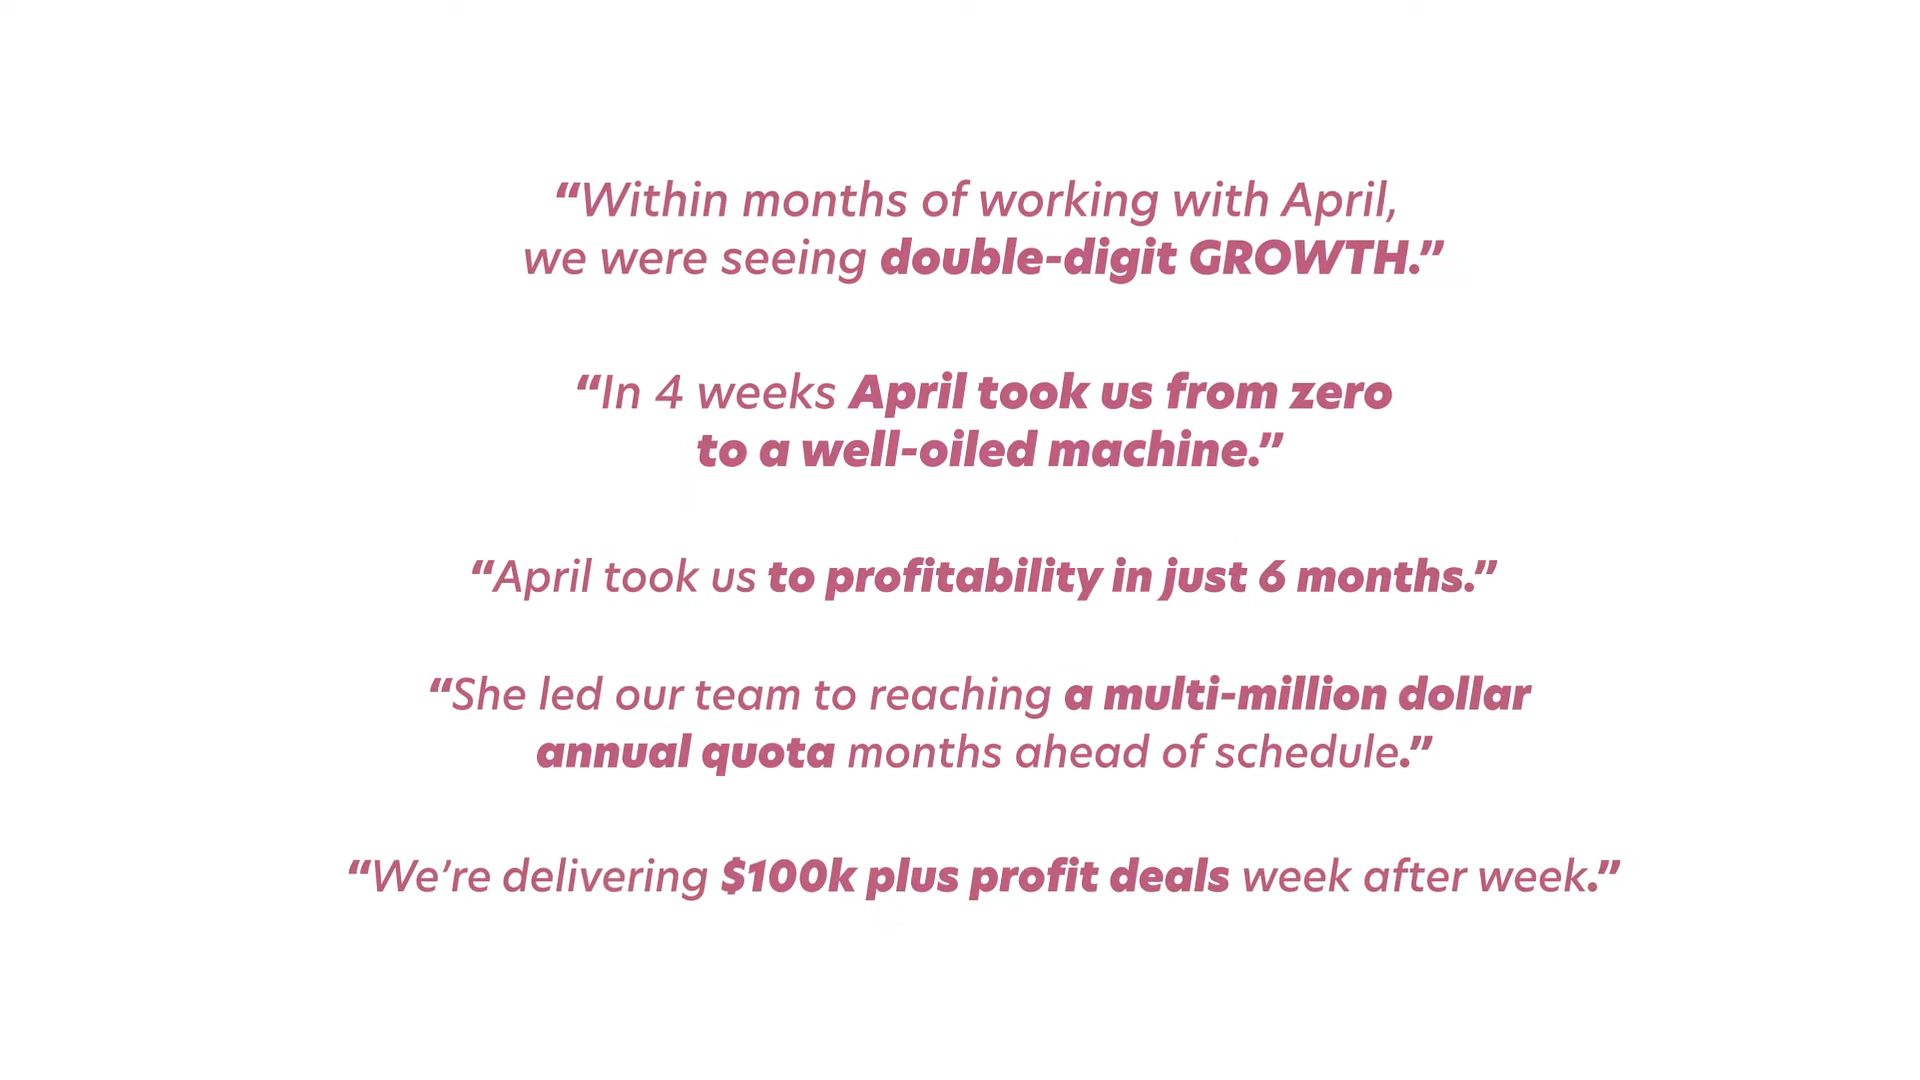 “Within months of working with April,
we were seeing double-digit GROWTH.”
“In 4 weeks April took us from zero
to a well-oiled machine.”
“April took us to profitability in just 6 months.”
“She led our team to reaching a multi-million dollar
annual quota months ahead of schedule.”
“We’re delivering $100k plus profit deals week after week.”